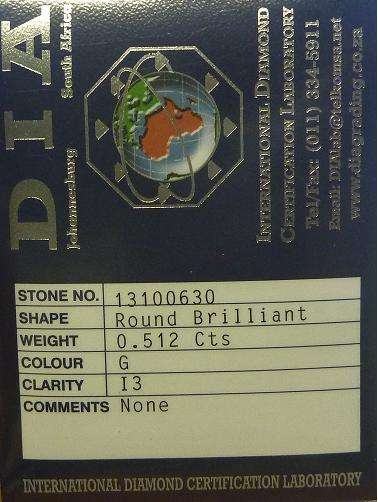 DIA
Johannesburg South Africa
INTERNATIONAL DIAMOND
CERTIFICATION LABORATORY
Tel/Fax: (011) 334-5911
Email: DIAlab@telkomsa.net
www.diagrading.co.za
STONE NO. 13100630
SHAPE Round Brilliant
WEIGHT 0.512 Cts
COLOUR G
CLARITY I3
COMMENTS None
INTERNATIONAL DIAMOND CERTIFICATION LABORATORY